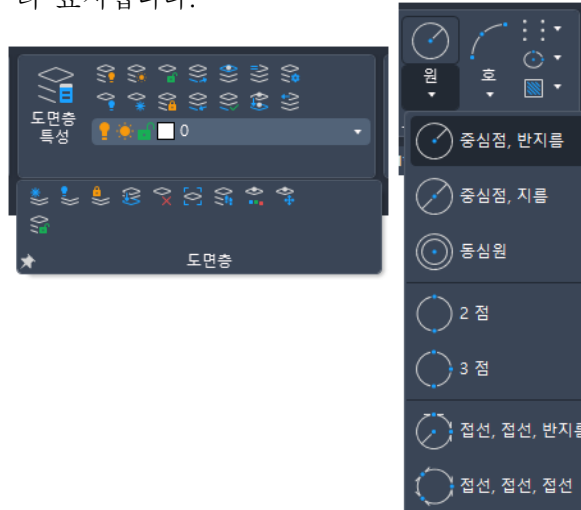 다 표시됩니다.
도면층
특성
0
도면층
원
호
중심점, 반지름
중심점, 지름
동심원
2 점
3 점
접선, 접선, 반지름
접선, 접선, 접선